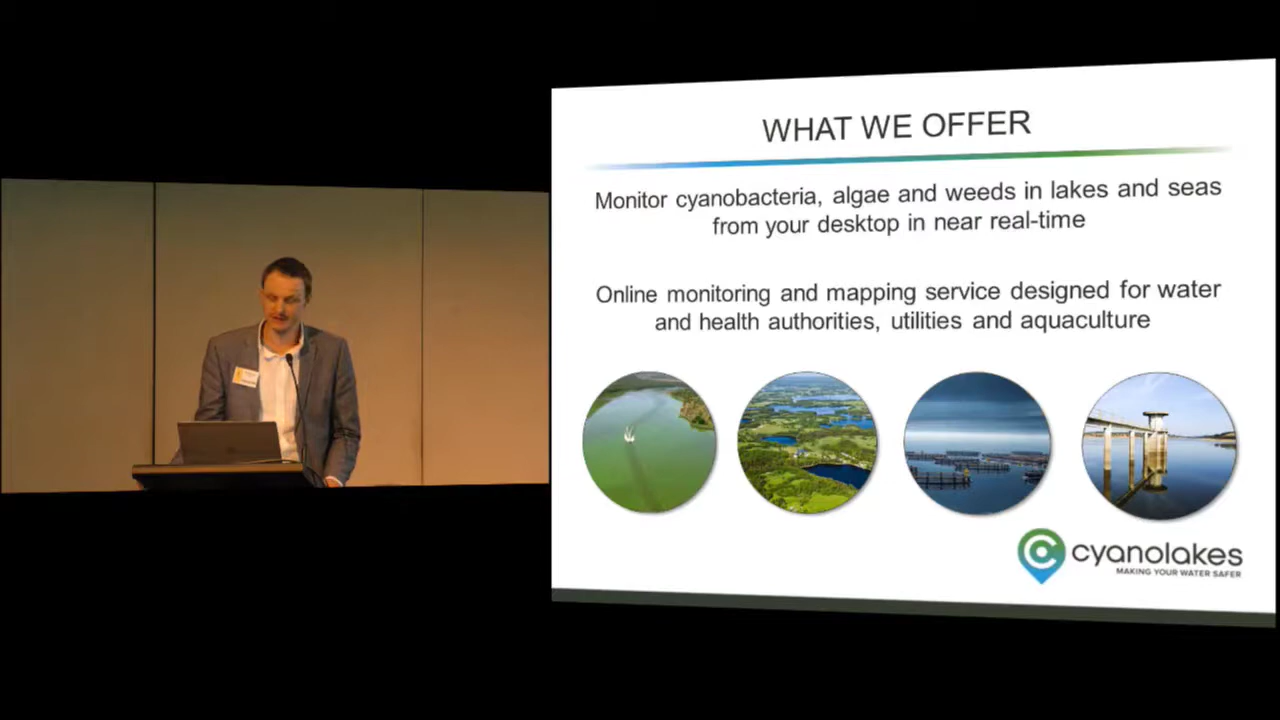 WHAT WE OFFER
Monitor cyanobacteria, algae and weeds in lakes and seas
from your desktop in near real-time
Online monitoring and mapping service designed for water
and health authorities, utilities and aquaculture
cyanolakes
MAKING YOUR WATER SAFER